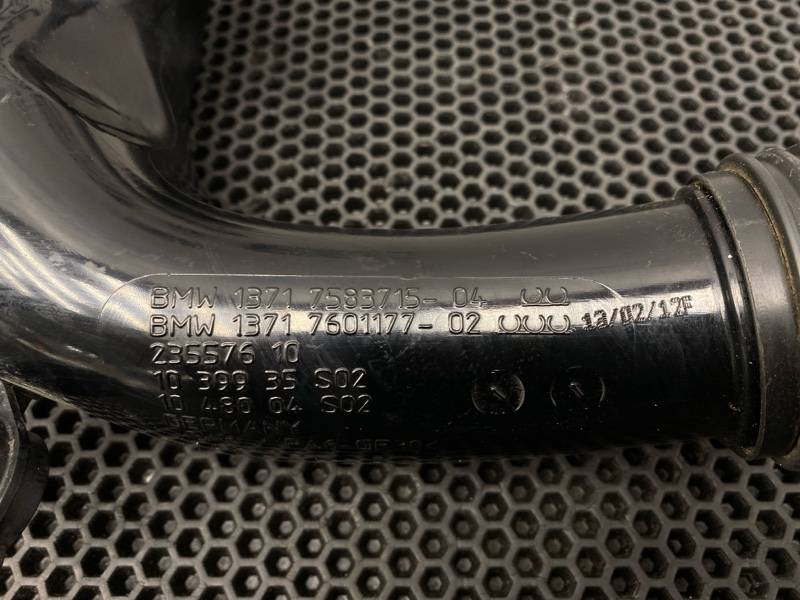 BMW 1371 7583715-04
BMW 1371 7601177-02 13/02/12F
235576 10
10 399 35 S02
10 480 04 S02
GERMANY